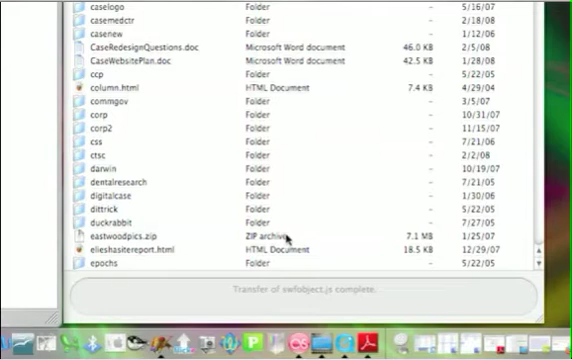 caselogo Folder - 5/16/07
casemedctr Folder - 2/18/08
casenew Folder - 1/12/06
CaseRedesignQuestions.doc Microsoft Word document 46.0 KB 2/5/08
CaseWebsitePlan.doc Microsoft Word document 42.5 KB 1/28/08
ccp Folder - 5/22/05
column.html HTML Document 7.4 KB 4/29/04
commgov Folder - 3/5/07
corp Folder - 10/31/07
corp2 Folder - 11/15/07
css Folder - 7/21/06
ctsc Folder - 2/2/08
darwin Folder - 10/19/07
dentalresearch Folder - 7/21/05
digitalcase Folder - 1/30/06
dittrick Folder - 5/22/05
duckrabbit Folder - 7/27/05
eastwoodpics.zip ZIP archive 7.1 MB 1/25/07
elieshasitereport.html HTML Document 18.5 KB 12/29/07
epochs Folder - 5/22/05
Transfer of swfobject.js complete.